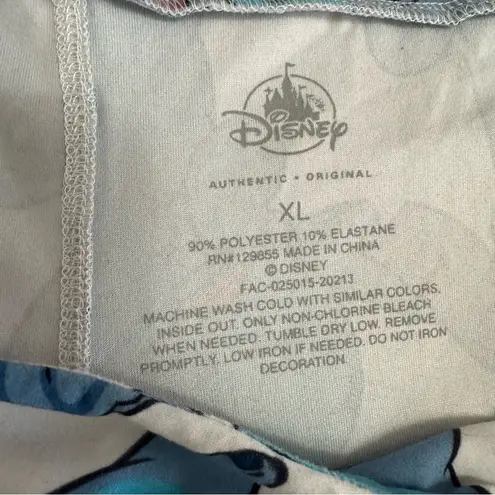 Disney
AUTHENTIC • ORIGINAL
XL
90% POLYESTER 10% ELASTANE
RN#129855 MADE IN CHINA
© DISNEY
FAC-025015-20213
MACHINE WASH COLD WITH SIMILAR COLORS.
INSIDE OUT. ONLY NON-CHLORINE BLEACH
WHEN NEEDED. TUMBLE DRY LOW. REMOVE
PROMPTLY. LOW IRON IF NEEDED. DO NOT IRON
DECORATION.